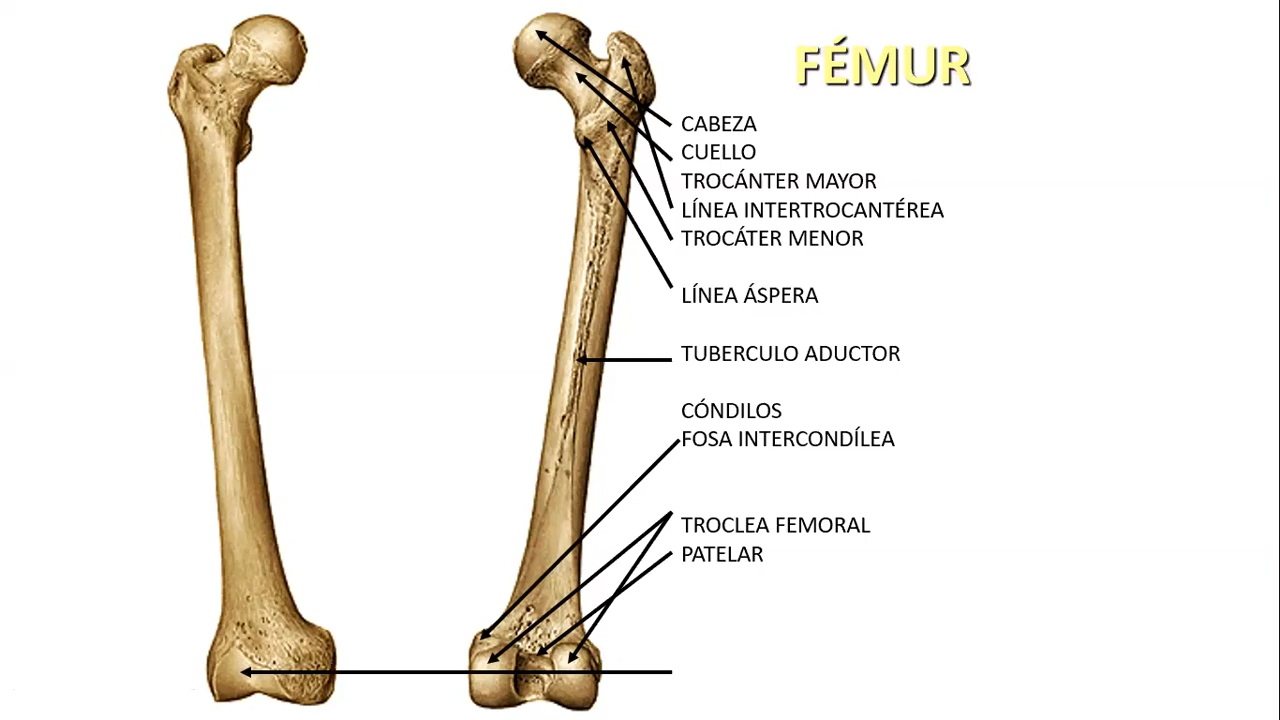 FÉMUR
CABEZA
CUELLO
TROCÁNTER MAYOR
LÍNEA INTERTROCANTÉREA
TROCÁTER MENOR
LÍNEA ÁSPERA
TUBERCULO ADUCTOR
CÓNDILOS
FOSA INTERCONDÍLEA
TROCLEA FEMORAL
PATELAR